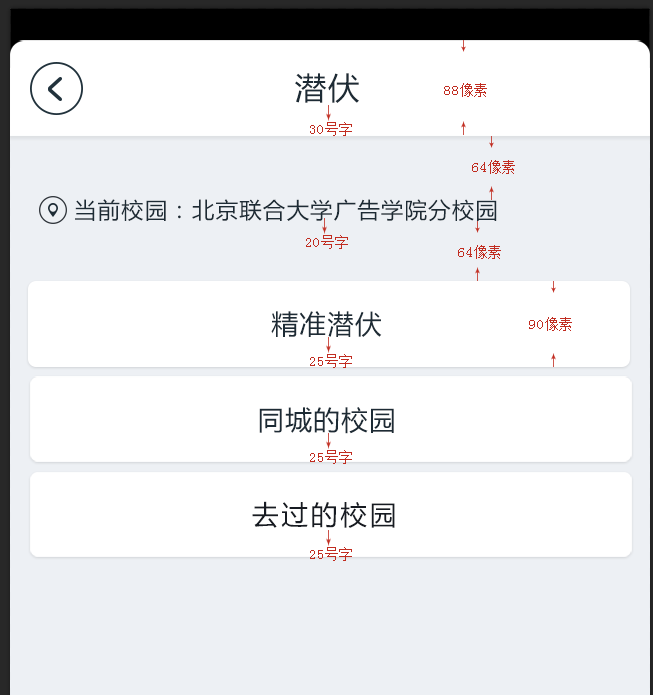 潜伏
88像素
30号字
64像素
当前校园：北京联合大学广告学院分校园
20号字
64像素
精准潜伏
90像素
25号字
同城的校园
25号字
去过的校园
25号字